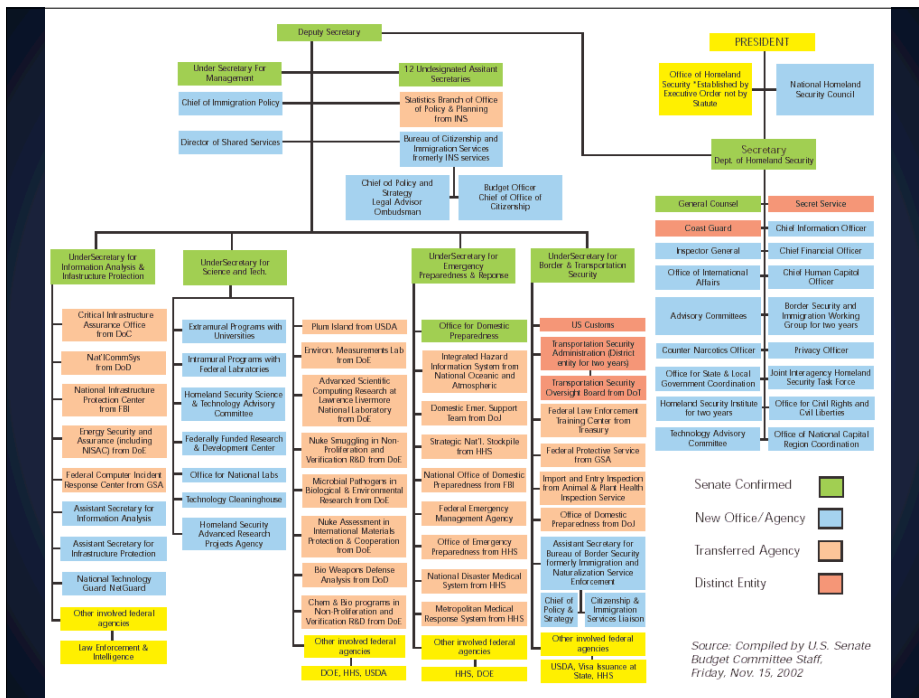 Deputy Secretary
Under Secretary For
Management
12 Undesignated Assitant
Secretaries
Chief of Immigration Policy
Statistics Branch of Office
of Policy & Planning
from INS
Director of Shared Services
Bureau of Citizenship and
Immigration Services
fromerly INS services
Chief od Policy and
Strategy
Legal Advisor
Ombudsman
Budget Officer
Chief of Office of
Citizenship
PRESIDENT
Office of Homeland
Security *Established by
Executive Order not by
Statute
National Homeland
Security Council
Secretary
Dept. of Homeland Security
General Counsel
Secret Service
Coast Guard
Chief Information Officer
Inspector General
Chief Financial Officer
Office of International
Affairs
Chief Human Capitol
Officer
Advisory Committees
Border Security and
Immigration Working
Group for two years
Counter Narcotics Officer
Privacy Officer
Office for State & Local
Government Coordination
Joint Interagency Homeland
Security Task Force
Homeland Security Institute
for two years
Office for Civil Rights and
Civil Liberties
Technology Advisory
Committee
Office of National Capital
Region Coordination
UnderSecretary for
Information Analysis &
Infastructure Protection
Critical Infrastructure
Assurance Office
from DoC
Nat'lCommSys
from DoD
National Infrastructure
Protection Center
from FBI
Energy Security and
Assurance (including
NISAC) from DoE
Federal Computer Incident
Response Center from GSA
Assistant Secretary for
Information Analysis
Assistant Secretary for
Infrastructure Protection
National Technology
Guard NetGuard
Other involved federal
agencies
Law Enforcement &
Intelligence
UnderSecretary for
Science and Tech.
Extramural Programs with
Universities
Intramural Programs with
Federal Labratories
Homeland Security Science
& Technology Advisory
Committee
Federally Funded Research
& Development Center
Office for National Labs
Technology Cleaninghouse
Homeland Security
Advanced Research
Projects Agency
Plum Island from USDA
Environ. Measurements Lab
from DoE
Advanced Scientific
Computing Research at
Lawrence Livermore
National Laboratory
from DoE
Nuke Smuggling in Non-
Proliferation and
Verification R&D from DoE
Microbial Pathogens in
Biological & Environmental
Research from DoE
Nuke Assessment in
International Materials
Protection & Cooperation
from DoE
Bio Weapons Defense
Analysis from DoD
Chem & Bio programs in
Non-Proliferation and
Verification R&D from DoE
Other involved federal
agencies
DOE, HHS, USDA
UnderSecretary for
Emergency
Preparedness & Reponse
Office for Domestic
Preparedness
Integrated Hazard
Information System from
National Oceanic and
Atmospheric
Domestic Emer. Support
Team from DoJ
Strategic Nat'l. Stockpile
from HHS
National Office of Domestic
Preparedness from FBI
Federal Emergency
Management Agency
Office of Emergency
Preparedness from HHS
National Disaster Medical
System from HHS
Metropolitan Medical
Response System from HHS
Other involved federal
agencies
HHS, DOE
UnderSecretary for
Border & Transportation
Security
US Customs
Transportation Security
Administration (District
entity for two years)
Transportation Security
Oversight Board from DoT
Federal Law Enforcement
Training Center from
Treasury
Federal Protective Service
from GSA
Import and Entry Inspection
from Animal & Plant Health
Inspection Service
Office of Domestic
Preparedness from DoJ
Assistant Secretary for
Bureau of Border Security
formerly Immigration and
Naturalization Service
Enforcement
Chief of
Policy &
Strategy
Citizenship &
Immigration
Services Liaison
Other involved federal
agencies
USDA, Visa Issuance at
State, HHS
Senate Confirmed
New Office/Agency
Transferred Agency
Distinct Entity
Source: Compiled by U.S. Senate
Budget Committee Staff,
Friday, Nov. 15, 2002